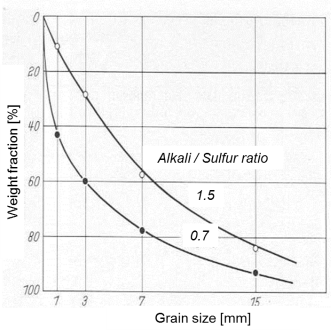 0
20
40
60
80
100
Weight fraction [%]
Alkali / Sulfur ratio
1.5
0.7
1 3 7 15
Grain size [mm]